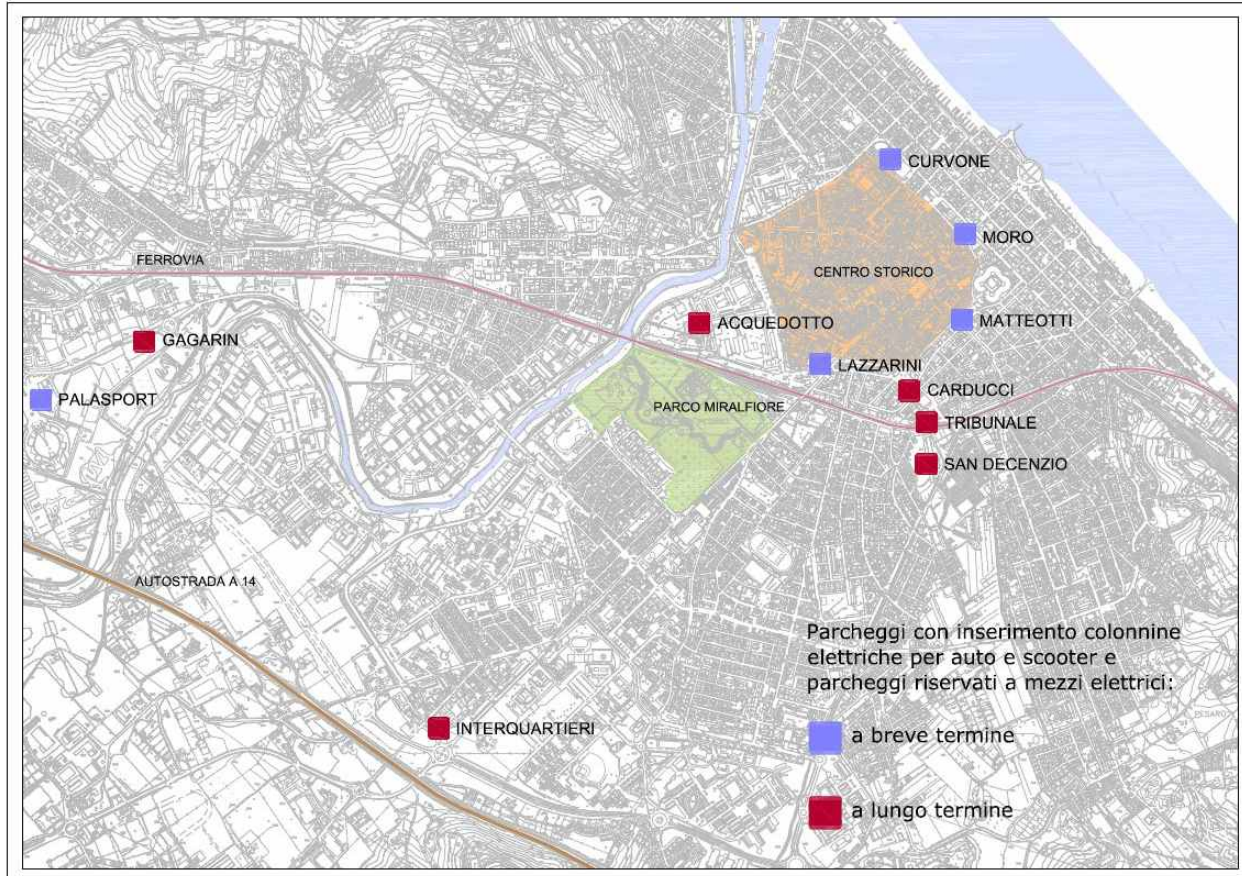 CURVONE
MORO
FERROVIA
CENTRO STORICO
GAGARIN
ACQUEDOTTO
MATTEOTTI
PALASPORT
LAZZARINI
PARCO MIRALFIORE
CARDUCCI
TRIBUNALE
SAN DECENZIO
AUTOSTRADA A 14
Parcheggi con inserimento colonnine
elettriche per auto e scooter e
parcheggi riservati a mezzi elettrici:
INTERQUARTIERI
a breve termine
a lungo termine